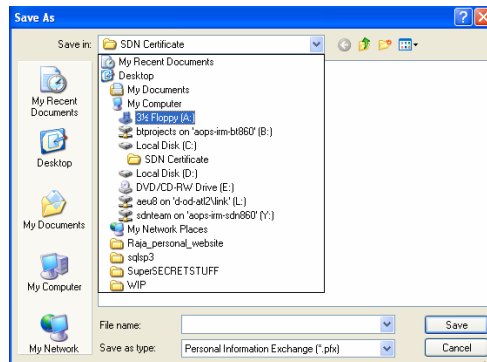 Save As
Save in:
SDN Certificate
My Recent Documents
Desktop
My Documents
My Computer
3½ Floppy (A:)
btprojects on 'aops-irm-bt860' (B:)
Local Disk (C:)
SDN Certificate
Local Disk (D:)
DVD/CD-RW Drive (E:)
aeu8 on 'd-od-atl2\link' (L:)
sdnteam on 'aops-irm-sdn860' (Y:)
My Network Places
Raja_personal_website
sqlsp3
SuperSECRETSTUFF
WIP
My Recent
Documents
Desktop
My Documents
My Computer
My Network
File name:
Save
Save as type:
Personal Information Exchange (*.pfx)
Cancel